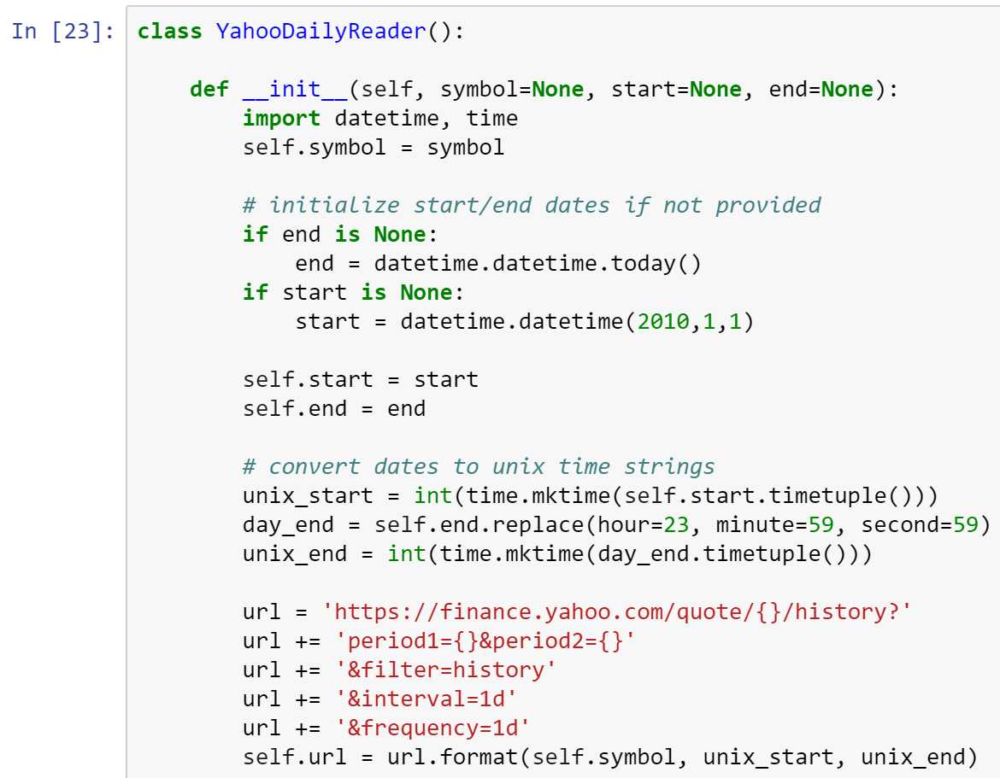 In [23]: class YahooDailyReader():

    def __init__(self, symbol=None, start=None, end=None):
        import datetime, time
        self.symbol = symbol

        # initialize start/end dates if not provided
        if end is None:
            end = datetime.datetime.today()
        if start is None:
            start = datetime.datetime(2010,1,1)

        self.start = start
        self.end = end

        # convert dates to unix time strings
        unix_start = int(time.mktime(self.start.timetuple()))
        day_end = self.end.replace(hour=23, minute=59, second=59)
        unix_end = int(time.mktime(day_end.timetuple()))

        url = 'https://finance.yahoo.com/quote/{}/history?'
        url += 'period1={}&period2={}'
        url += '&filter=history'
        url += '&interval=1d'
        url += '&frequency=1d'
        self.url = url.format(self.symbol, unix_start, unix_end)